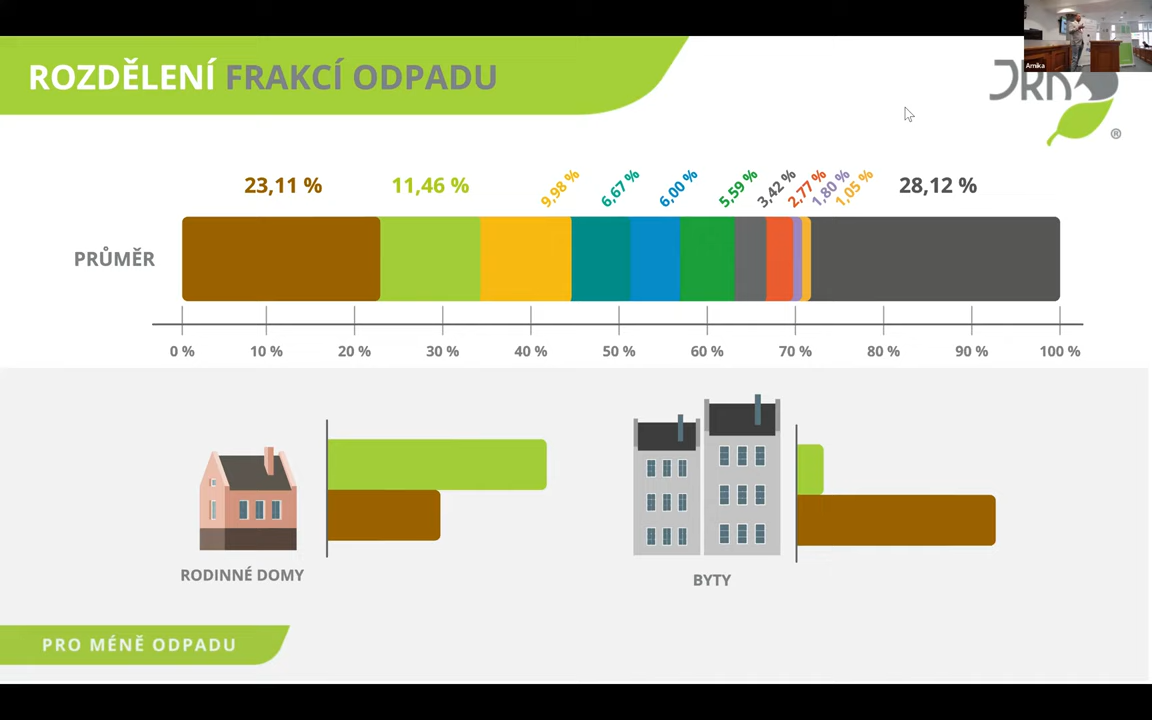 Arnika
ROZDĚLENÍ FRAKCÍ ODPADU
JRK
®
23,11 % 11,46 % 9,98 % 6,67 % 6,00 % 5,59 % 3,42 % 2,77 % 1,80 % 1,05 % 28,12 %
PRŮMĚR
0 % 10 % 20 % 30 % 40 % 50 % 60 % 70 % 80 % 90 % 100 %
RODINNÉ DOMY
BYTY
PRO MÉNĚ ODPADU